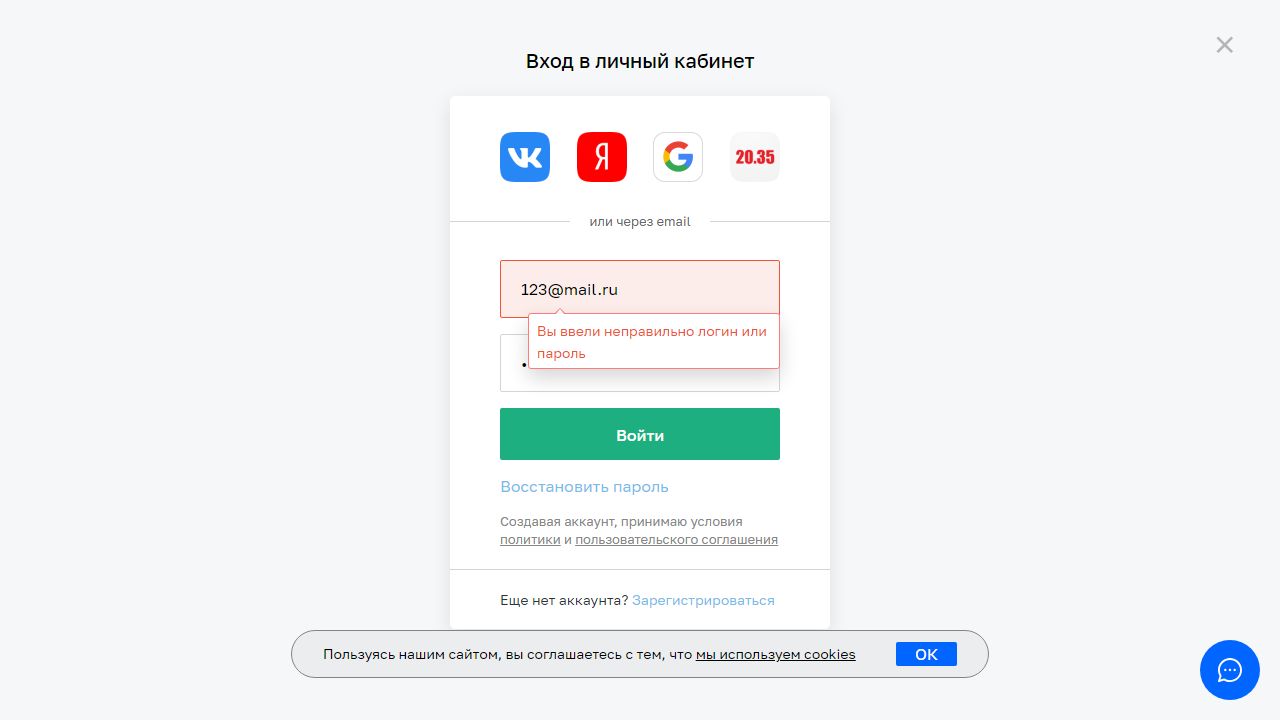 Вход в личный кабинет
20.35
или через email
123@mail.ru
Вы ввели неправильно логин или
пароль
Войти
Восстановить пароль
Создавая аккаунт, принимаю условия
политики и пользовательского соглашения
Еще нет аккаунта? Зарегистрироваться
Пользуясь нашим сайтом, вы соглашаетесь с тем, что мы используем cookies
ОК